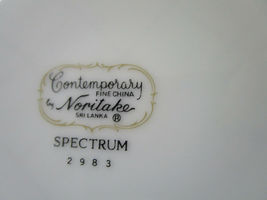 Contemporary
FINE CHINA
by Noritake
SRI LANKA ®
SPECTRUM
2983